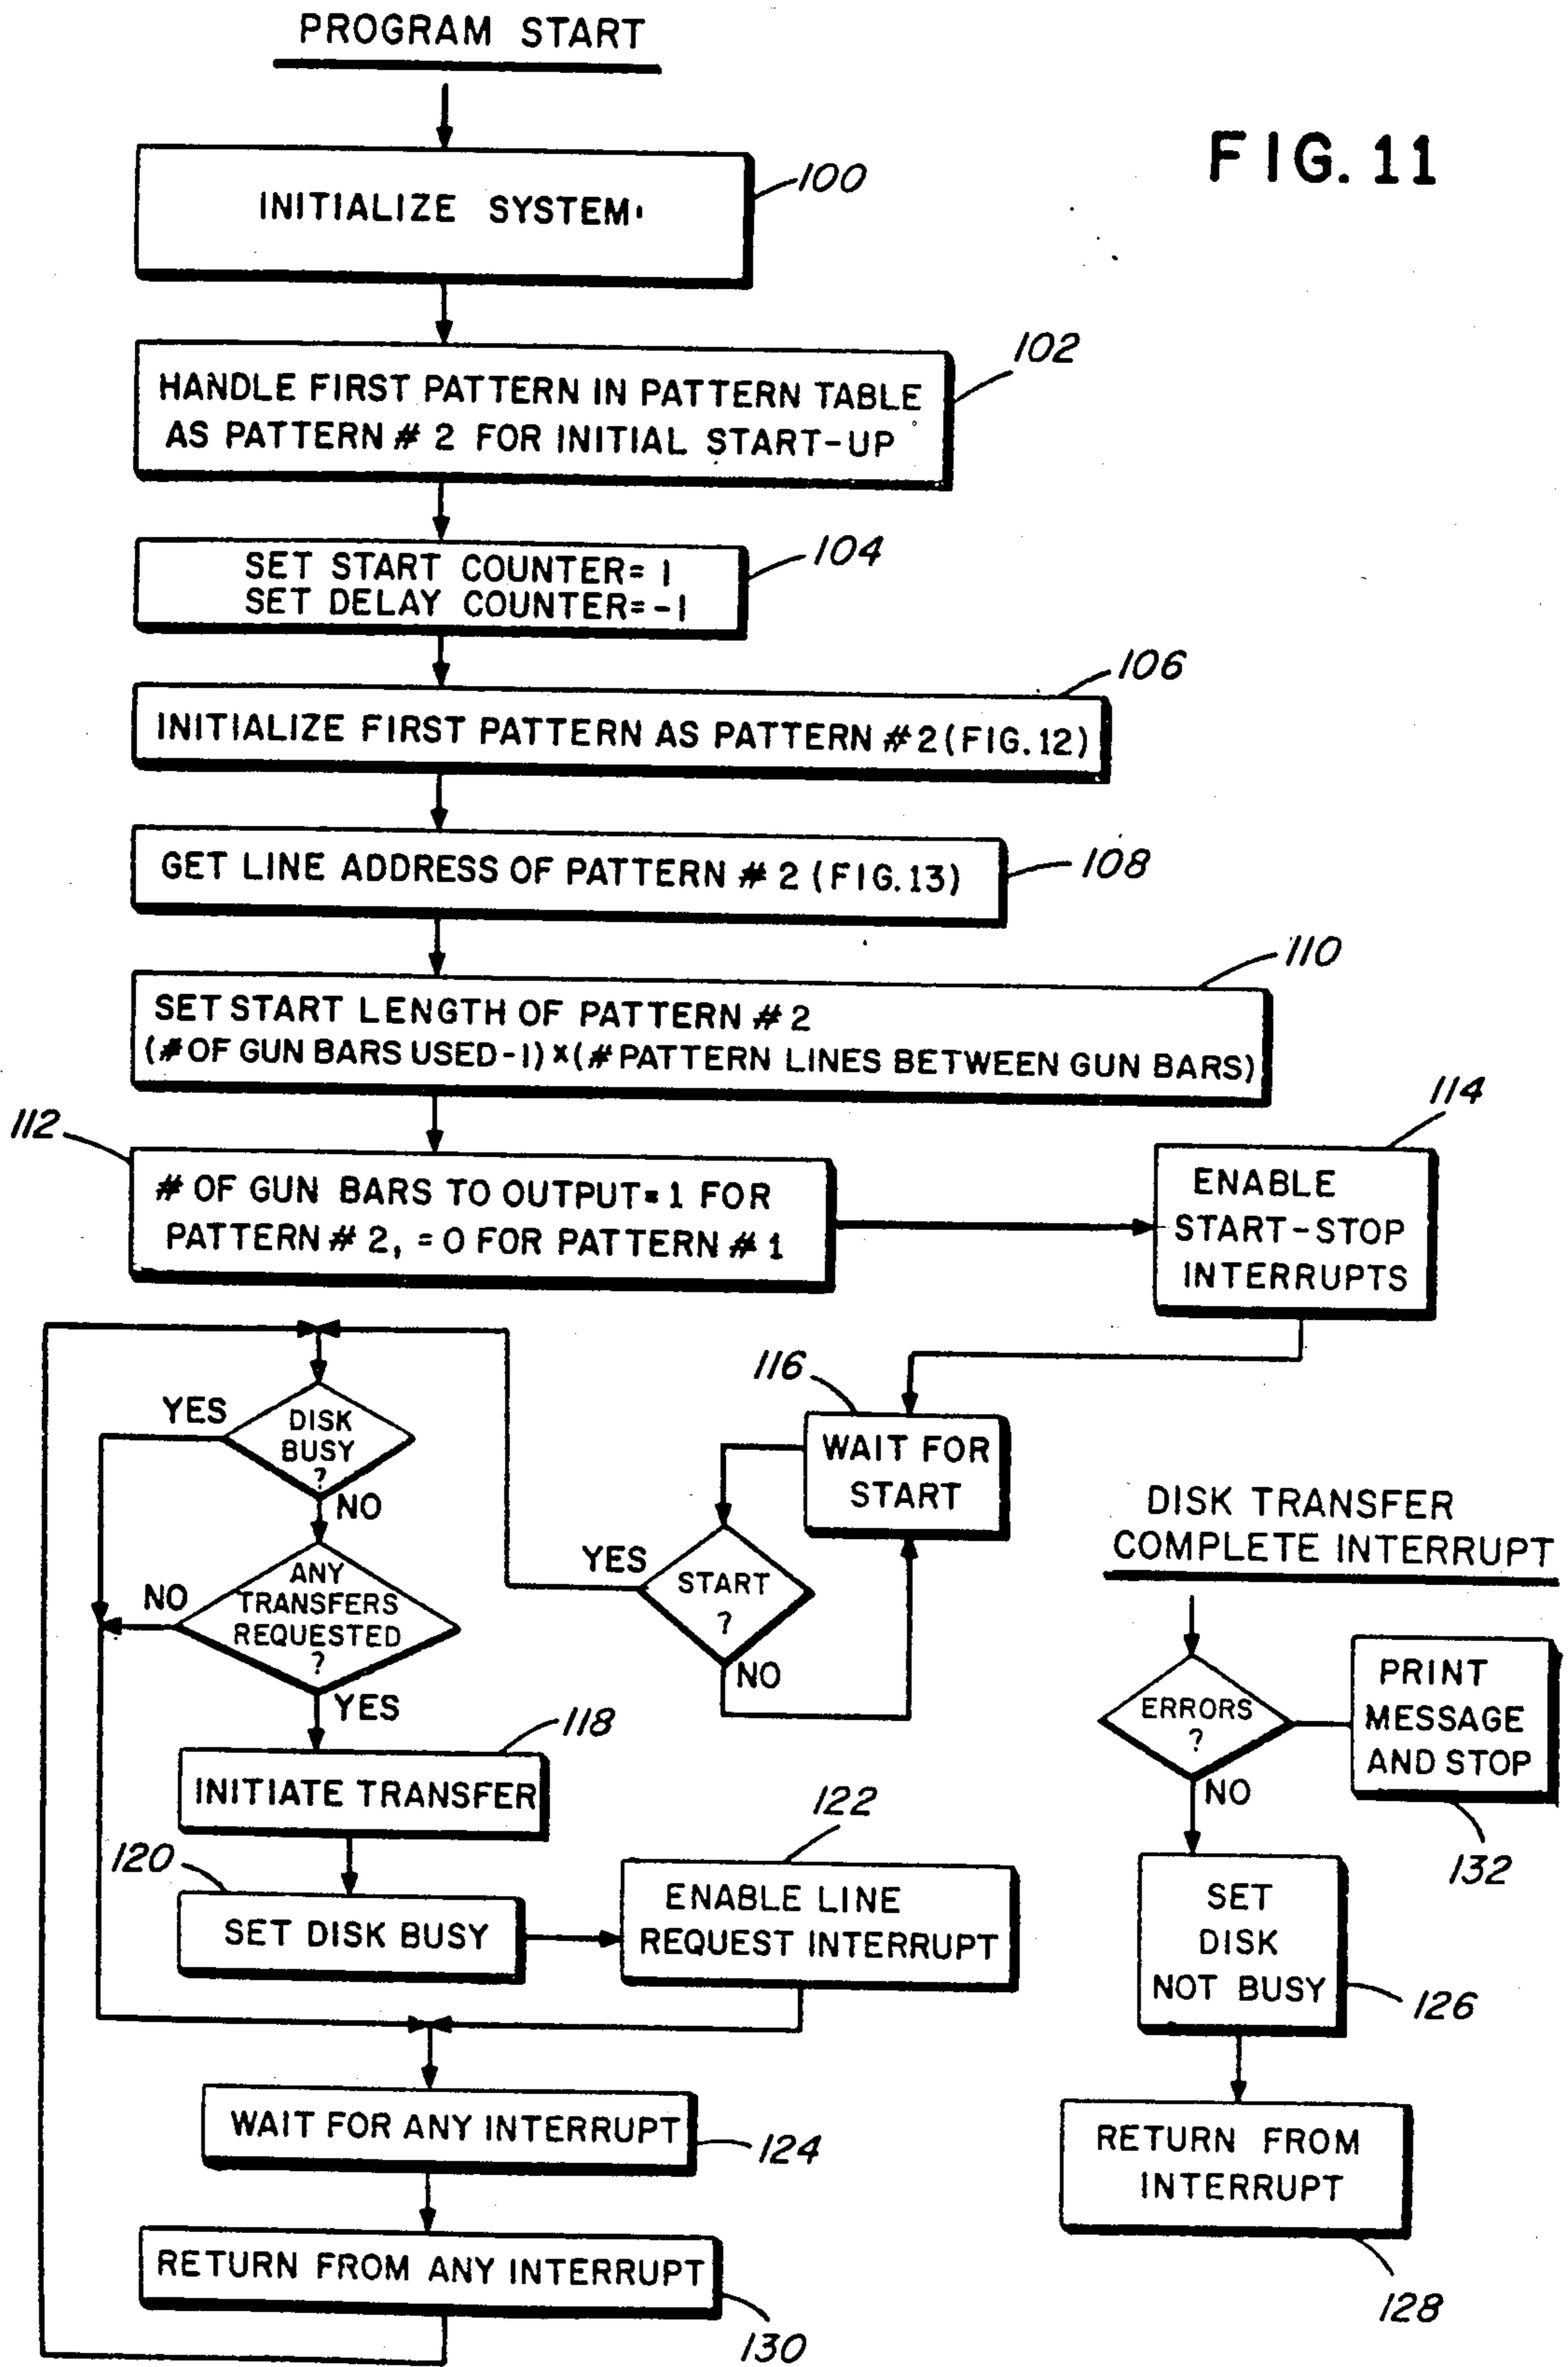 PROGRAM START
FIG. 11
INITIALIZE SYSTEM
100
HANDLE FIRST PATTERN IN PATTERN TABLE
AS PATTERN # 2 FOR INITIAL START-UP
102
SET START COUNTER= 1
SET DELAY COUNTER=-1
104
INITIALIZE FIRST PATTERN AS PATTERN #2 (FIG. 12)
106
GET LINE ADDRESS OF PATTERN # 2 (FIG. 13)
108
SET START LENGTH OF PATTERN # 2
(# OF GUN BARS USED-1) x (# PATTERN LINES BETWEEN GUN BARS)
110
112
# OF GUN BARS TO OUTPUT= 1 FOR
PATTERN # 2, = 0 FOR PATTERN # 1
114
ENABLE
START-STOP
INTERRUPTS
116
WAIT FOR
START
START
?
YES
NO
DISK
BUSY
?
YES
NO
ANY
TRANSFERS
REQUESTED
?
NO
YES
118
INITIATE TRANSFER
120
SET DISK BUSY
122
ENABLE LINE
REQUEST INTERRUPT
WAIT FOR ANY INTERRUPT
124
RETURN FROM ANY INTERRUPT
130
DISK TRANSFER
COMPLETE INTERRUPT
ERRORS
?
NO
PRINT
MESSAGE
AND STOP
132
SET
DISK
NOT BUSY
126
RETURN FROM
INTERRUPT
128